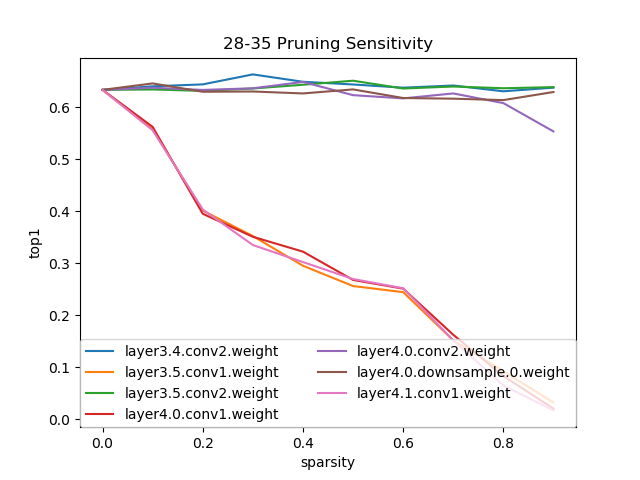 28-35 Pruning Sensitivity
top1
0.6
0.5
0.4
0.3
0.2
0.1
0.0
layer3.4.conv2.weight
layer3.5.conv1.weight
layer3.5.conv2.weight
layer4.0.conv1.weight
layer4.0.conv2.weight
layer4.0.downsample.0.weight
layer4.1.conv1.weight
0.0 0.2 0.4 0.6 0.8
sparsity